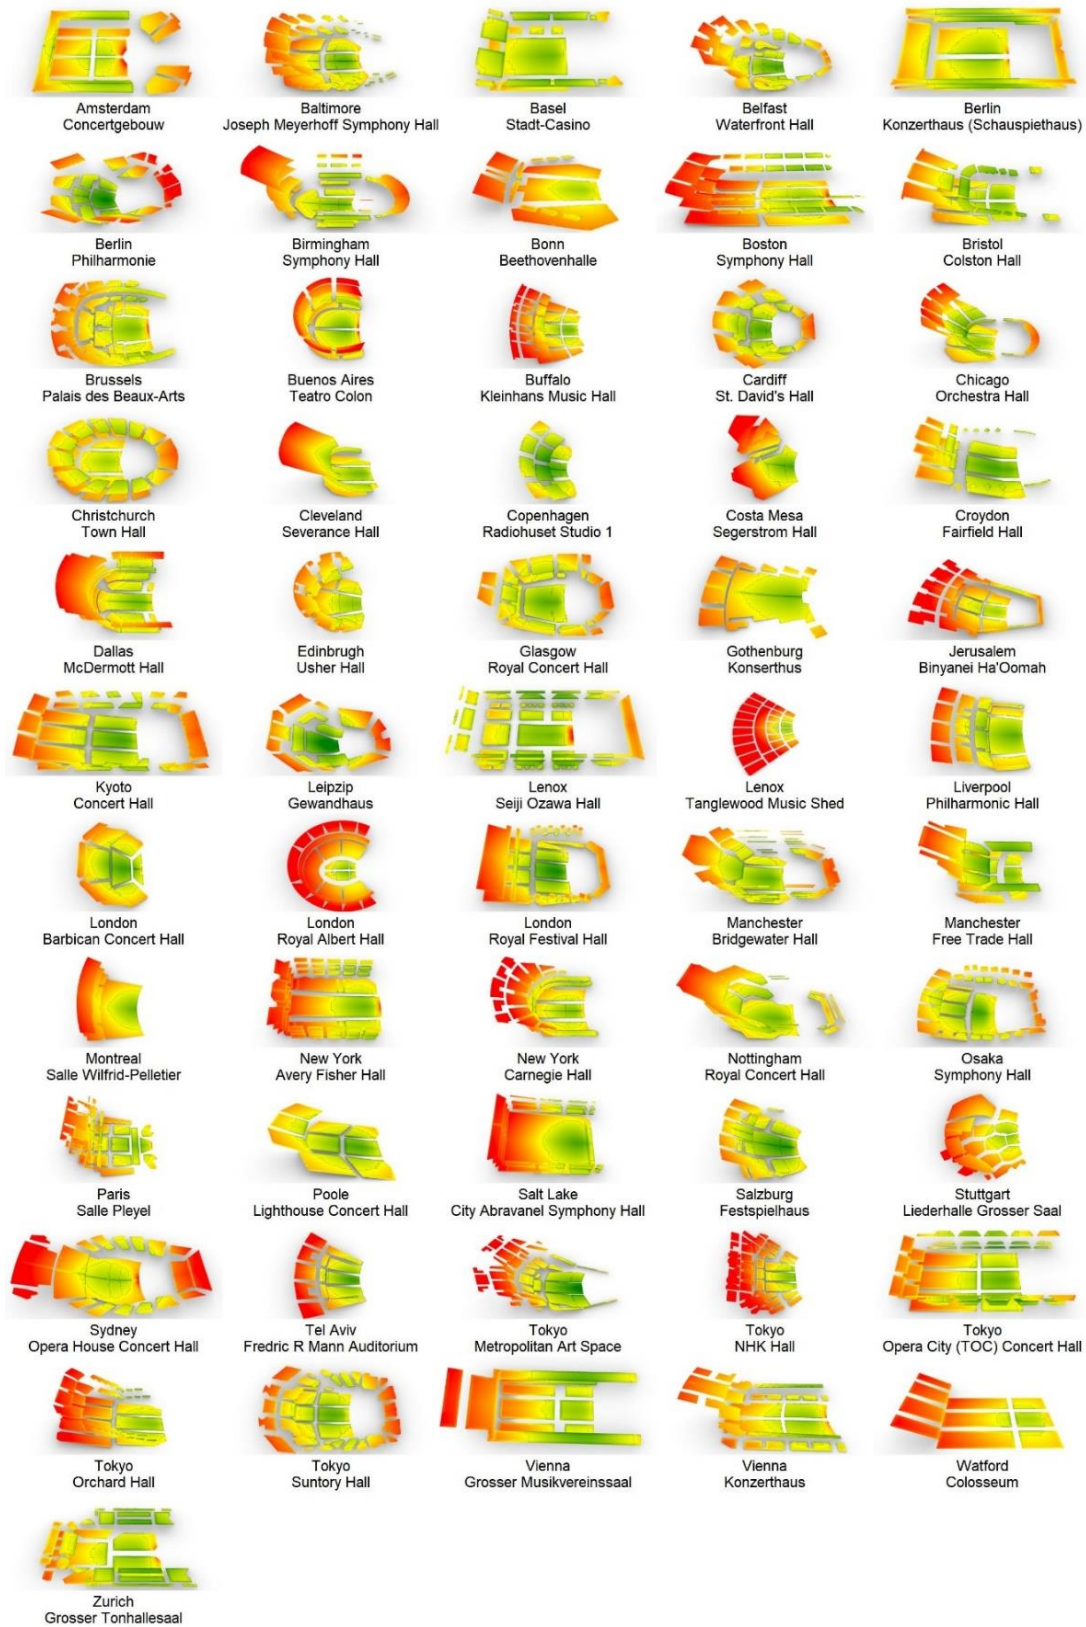 Amsterdam
Concertgebouw
Baltimore
Joseph Meyerhoff Symphony Hall
Basel
Stadt-Casino
Belfast
Waterfront Hall
Berlin
Konzerthaus (Schauspiethaus)
Berlin
Philharmonie
Birmingham
Symphony Hall
Bonn
Beethovenhalle
Boston
Symphony Hall
Bristol
Colston Hall
Brussels
Palais des Beaux-Arts
Buenos Aires
Teatro Colon
Buffalo
Kleinhans Music Hall
Cardiff
St. David's Hall
Chicago
Orchestra Hall
Christchurch
Town Hall
Cleveland
Severance Hall
Copenhagen
Radiohuset Studio 1
Costa Mesa
Segerstrom Hall
Croydon
Fairfield Hall
Dallas
McDermott Hall
Edinbrugh
Usher Hall
Glasgow
Royal Concert Hall
Gothenburg
Konserthus
Jerusalem
Binyanei Ha'Oomah
Kyoto
Concert Hall
Leipzip
Gewandhaus
Lenox
Seiji Ozawa Hall
Lenox
Tanglewood Music Shed
Liverpool
Philharmonic Hall
London
Barbican Concert Hall
London
Royal Albert Hall
London
Royal Festival Hall
Manchester
Bridgewater Hall
Manchester
Free Trade Hall
Montreal
Salle Wilfrid-Pelletier
New York
Avery Fisher Hall
New York
Carnegie Hall
Nottingham
Royal Concert Hall
Osaka
Symphony Hall
Paris
Salle Pleyel
Poole
Lighthouse Concert Hall
Salt Lake
City Abravanel Symphony Hall
Salzburg
Festspielhaus
Stuttgart
Liederhalle Grosser Saal
Sydney
Opera House Concert Hall
Tel Aviv
Fredric R Mann Auditorium
Tokyo
Metropolitan Art Space
Tokyo
NHK Hall
Tokyo
Opera City (TOC) Concert Hall
Tokyo
Orchard Hall
Tokyo
Suntory Hall
Vienna
Grosser Musikvereinssaal
Vienna
Konzerthaus
Watford
Colosseum
Zurich
Grosser Tonhallesaal